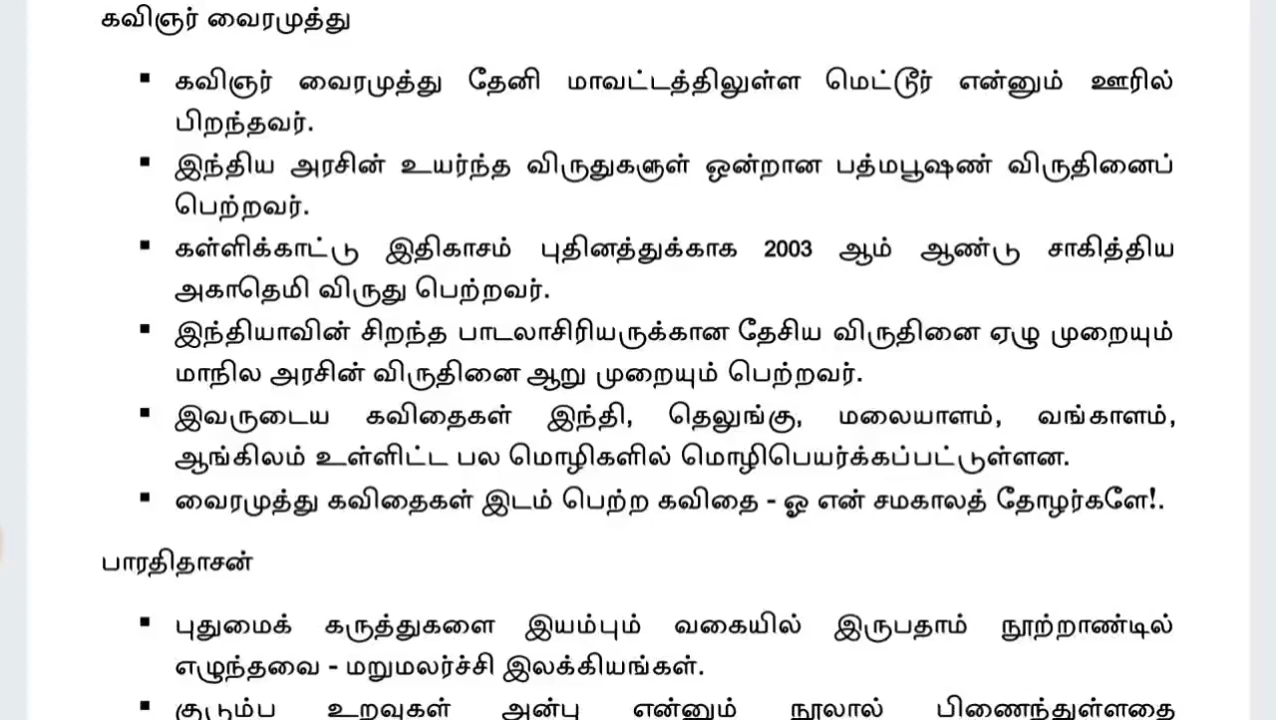 கவிஞர் வைரமுத்து
▪ கவிஞர் வைரமுத்து தேனி மாவட்டத்திலுள்ள மெட்டூர் என்னும் ஊரில்
பிறந்தவர்.
▪ இந்திய அரசின் உயர்ந்த விருதுகளுள் ஒன்றான பத்மபூஷண் விருதினைப்
பெற்றவர்.
▪ கள்ளிக்காட்டு இதிகாசம் புதினத்துக்காக 2003 ஆம் ஆண்டு சாகித்திய
அகாதெமி விருது பெற்றவர்.
▪ இந்தியாவின் சிறந்த பாடலாசிரியருக்கான தேசிய விருதினை ஏழு முறையும்
மாநில அரசின் விருதினை ஆறு முறையும் பெற்றவர்.
▪ இவருடைய கவிதைகள் இந்தி, தெலுங்கு, மலையாளம், வங்காளம்,
ஆங்கிலம் உள்ளிட்ட பல மொழிகளில் மொழிபெயர்க்கப்பட்டுள்ளன.
▪ வைரமுத்து கவிதைகள் இடம் பெற்ற கவிதை - ஓ என் சமகாலத் தோழர்களே!.
பாரதிதாசன்
▪ புதுமைக் கருத்துகளை இயம்பும் வகையில் இருபதாம் நூற்றாண்டில்
எழுந்தவை - மறுமலர்ச்சி இலக்கியங்கள்.
▪ குடும்ப உறவுகள் அன்பு என்னும் நூலால் பிணைந்துள்ளதை